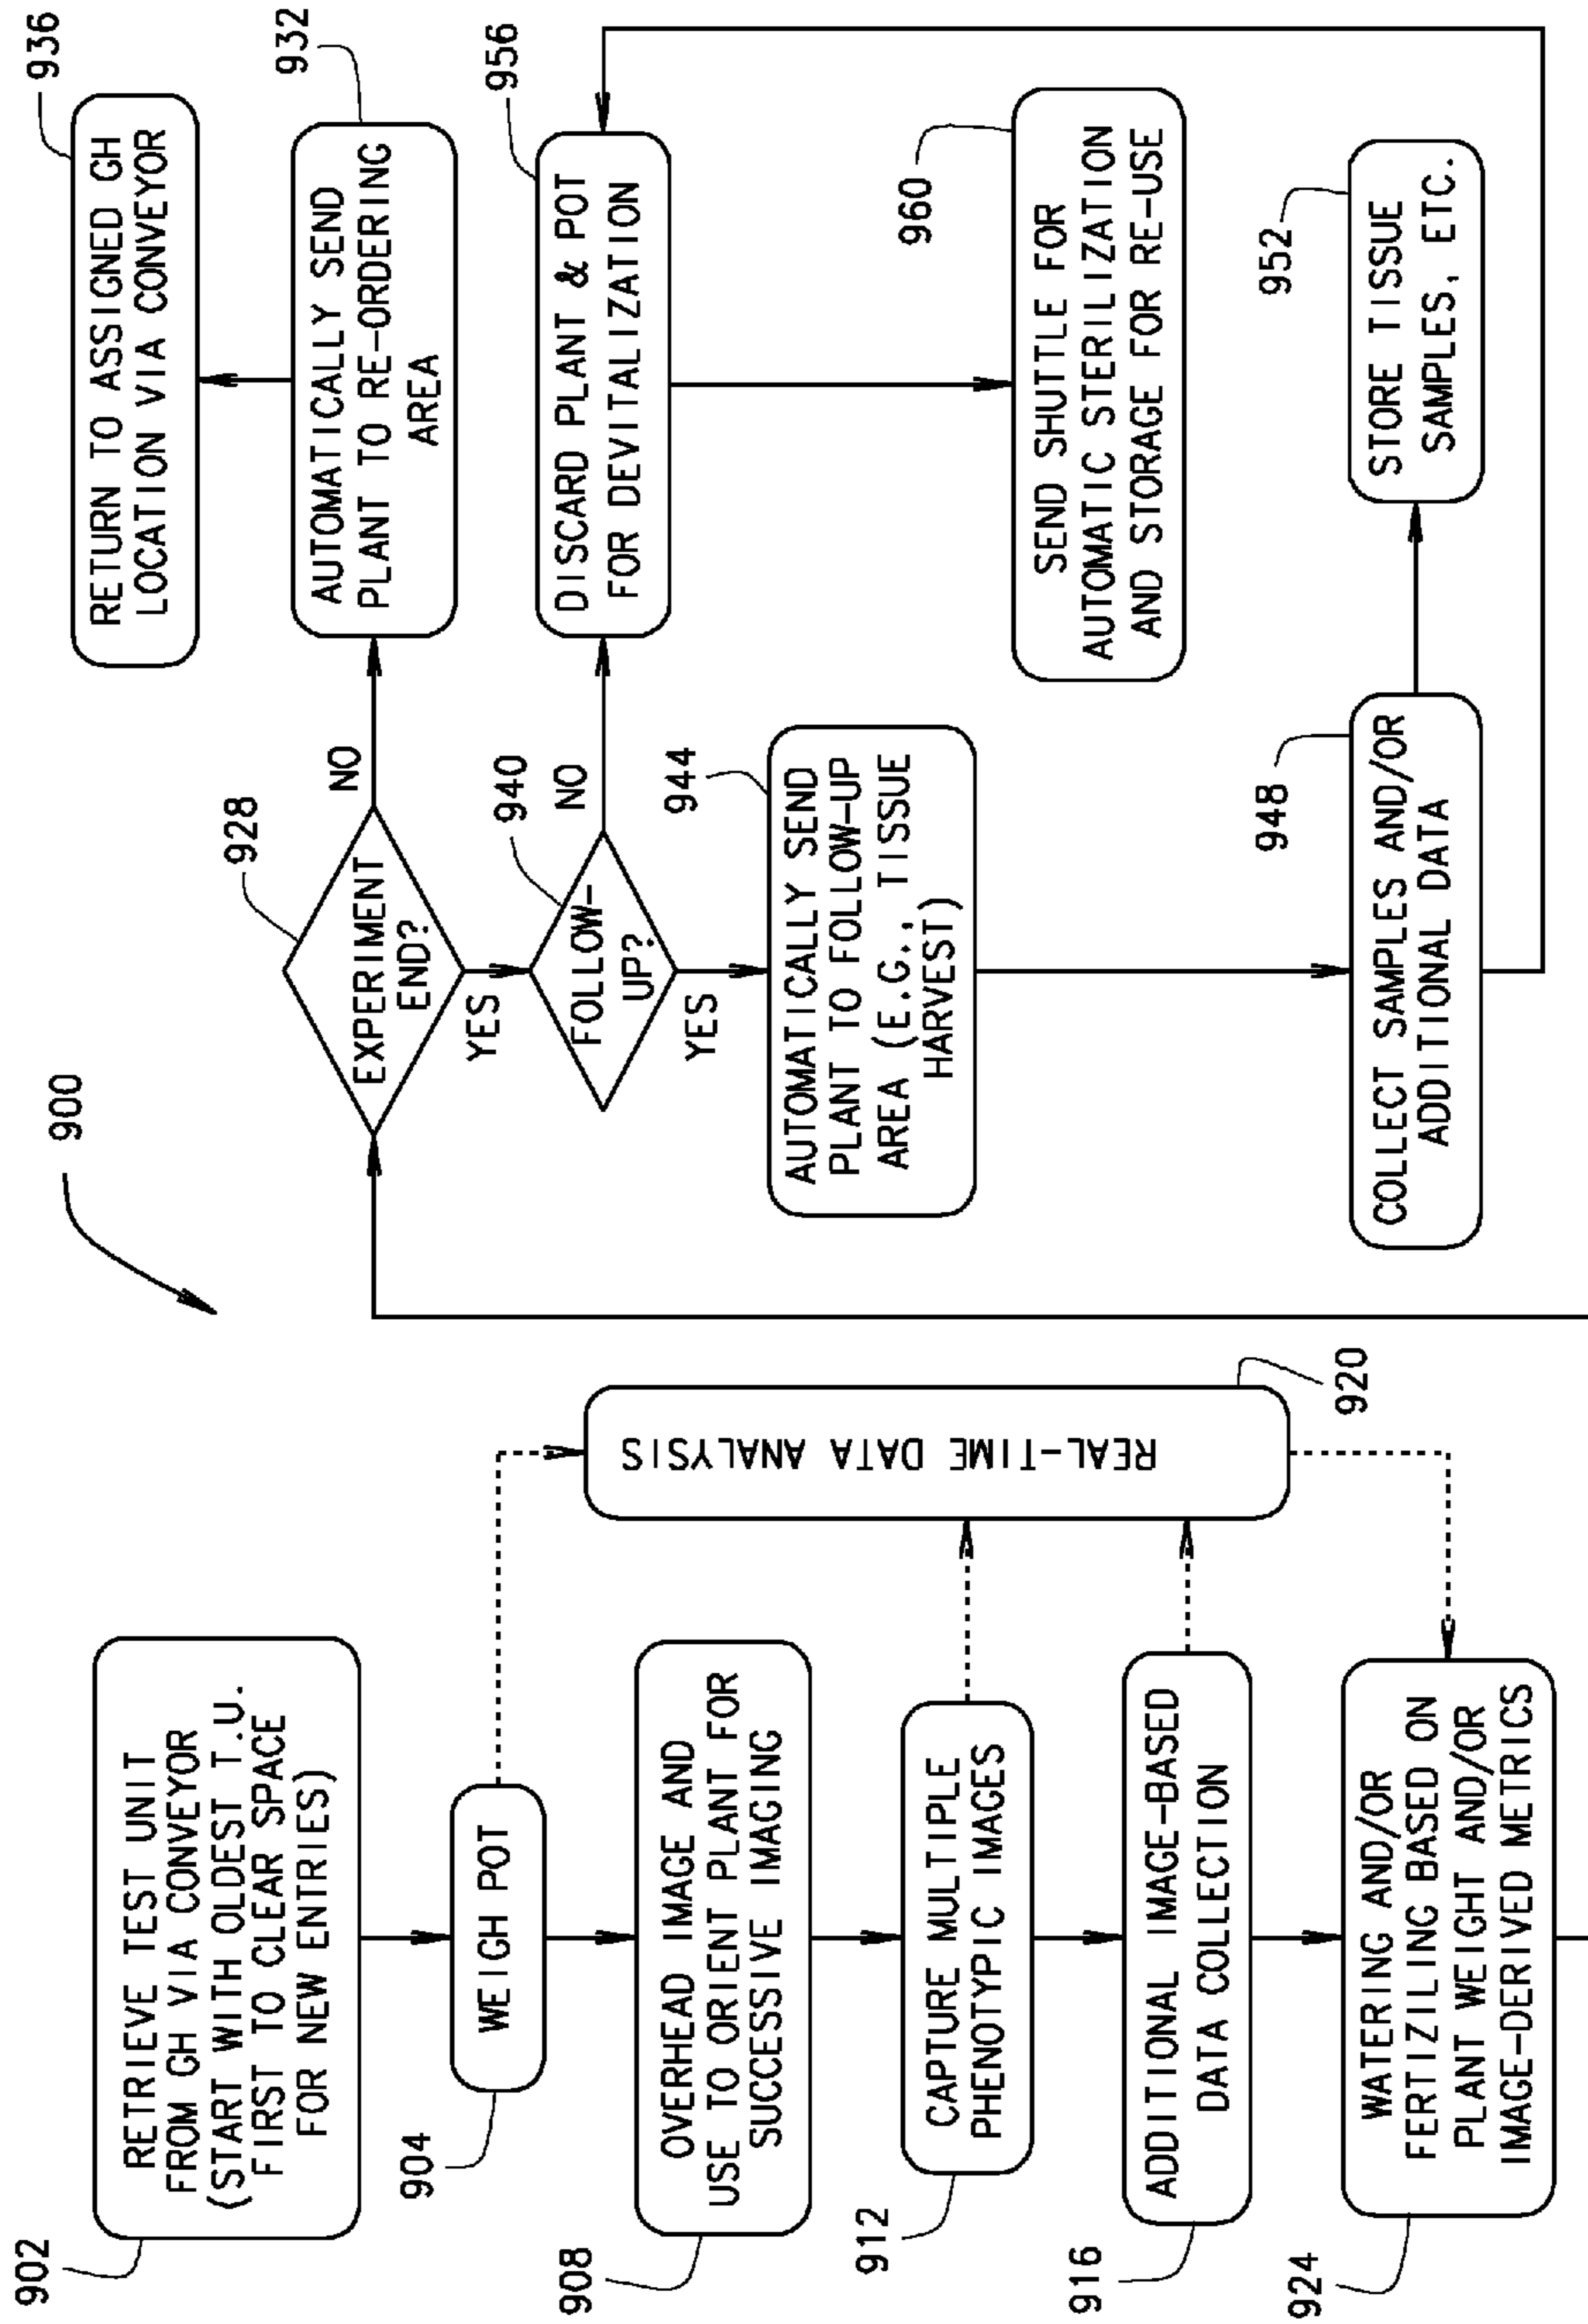 900
902
RETRIEVE TEST UNIT
FROM GH VIA CONVEYOR
(START WITH OLDEST T.U.
FIRST TO CLEAR SPACE
FOR NEW ENTRIES)
904
WEIGH POT
908
OVERHEAD IMAGE AND
USE TO ORIENT PLANT FOR
SUCCESSIVE IMAGING
912
CAPTURE MULTIPLE
PHENOTYPIC IMAGES
916
ADDITIONAL IMAGE-BASED
DATA COLLECTION
920
REAL-TIME DATA ANALYSIS
924
WATERING AND/OR
FERTIZILING BASED ON
PLANT WEIGHT AND/OR
IMAGE-DERIVED METRICS
928
EXPERIMENT
END?
NO
YES
932
AUTOMATICALLY SEND
PLANT TO RE-ORDERING
AREA
936
RETURN TO ASSIGNED GH
LOCATION VIA CONVEYOR
940
FOLLOW-
UP?
NO
YES
956
DISCARD PLANT & POT
FOR DEVITALIZATION
944
AUTOMATICALLY SEND
PLANT TO FOLLOW-UP
AREA (E.G., TISSUE
HARVEST)
960
SEND SHUTTLE FOR
AUTOMATIC STERILIZATION
AND STORAGE FOR RE-USE
948
COLLECT SAMPLES AND/OR
ADDITIONAL DATA
952
STORE TISSUE
SAMPLES, ETC.